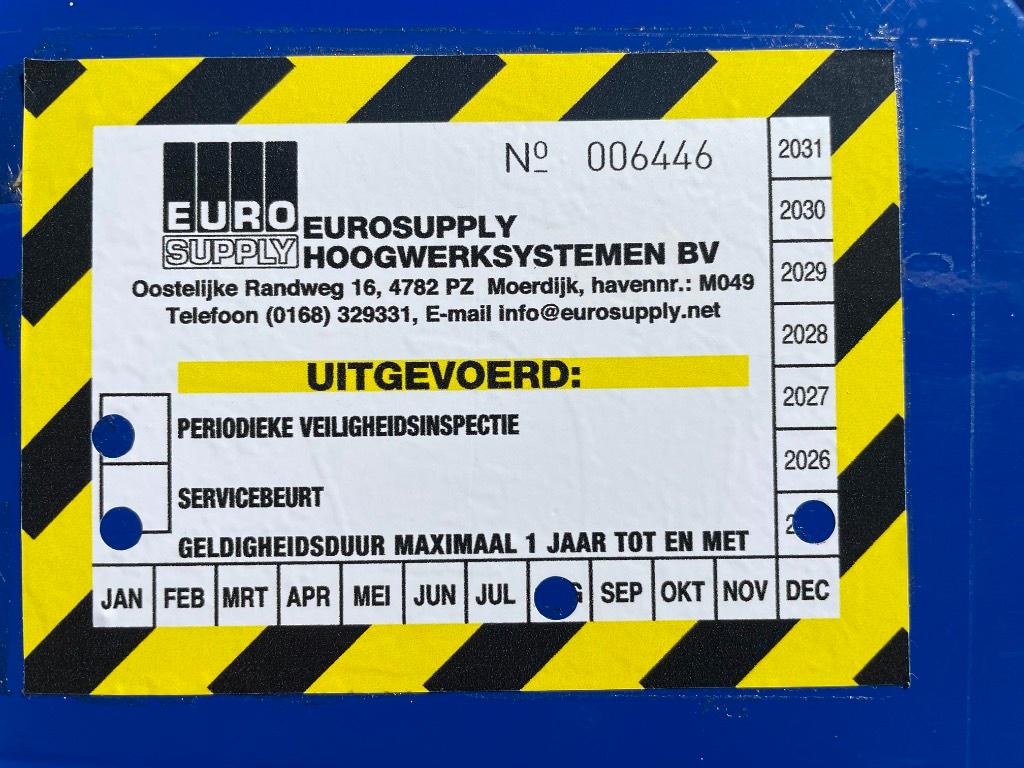 Nº 006446
EURO
SUPPLY
EUROSUPPLY
HOOGWERKSYSTEMEN BV
Oostelijke Randweg 16, 4782 PZ Moerdijk, havennr.: M049
Telefoon (0168) 329331, E-mail info@eurosupply.net
UITGEVOERD:
PERIODIEKE VEILIGHEIDSINSPECTIE
SERVICEBEURT
GELDIGHEIDSDUUR MAXIMAAL 1 JAAR TOT EN MET
2031
2030
2029
2028
2027
2026
JAN FEB MRT APR MEI JUN JUL SEP OKT NOV DEC